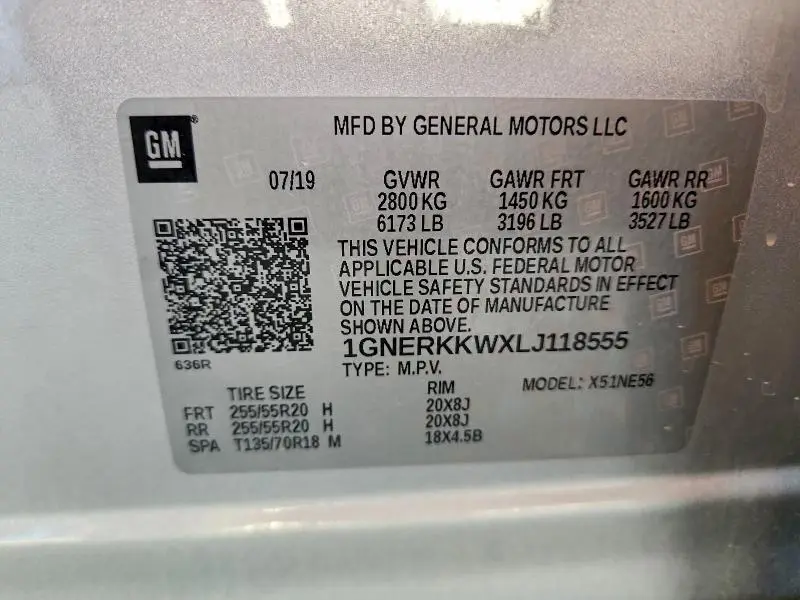 GM®
MFD BY GENERAL MOTORS LLC
07/19 GVWR GAWR FRT GAWR RR
2800 KG 1450 KG 1600 KG
6173 LB 3196 LB 3527 LB
THIS VEHICLE CONFORMS TO ALL
APPLICABLE U.S. FEDERAL MOTOR
VEHICLE SAFETY STANDARDS IN EFFECT
ON THE DATE OF MANUFACTURE
SHOWN ABOVE.
1GNERKKWXLJ118555
636R
TYPE: M.P.V.
TIRE SIZE RIM MODEL: X51NE56
FRT 255/55R20 H 20X8J
RR 255/55R20 H 20X8J
SPA T135/70R18 M 18X4.5B